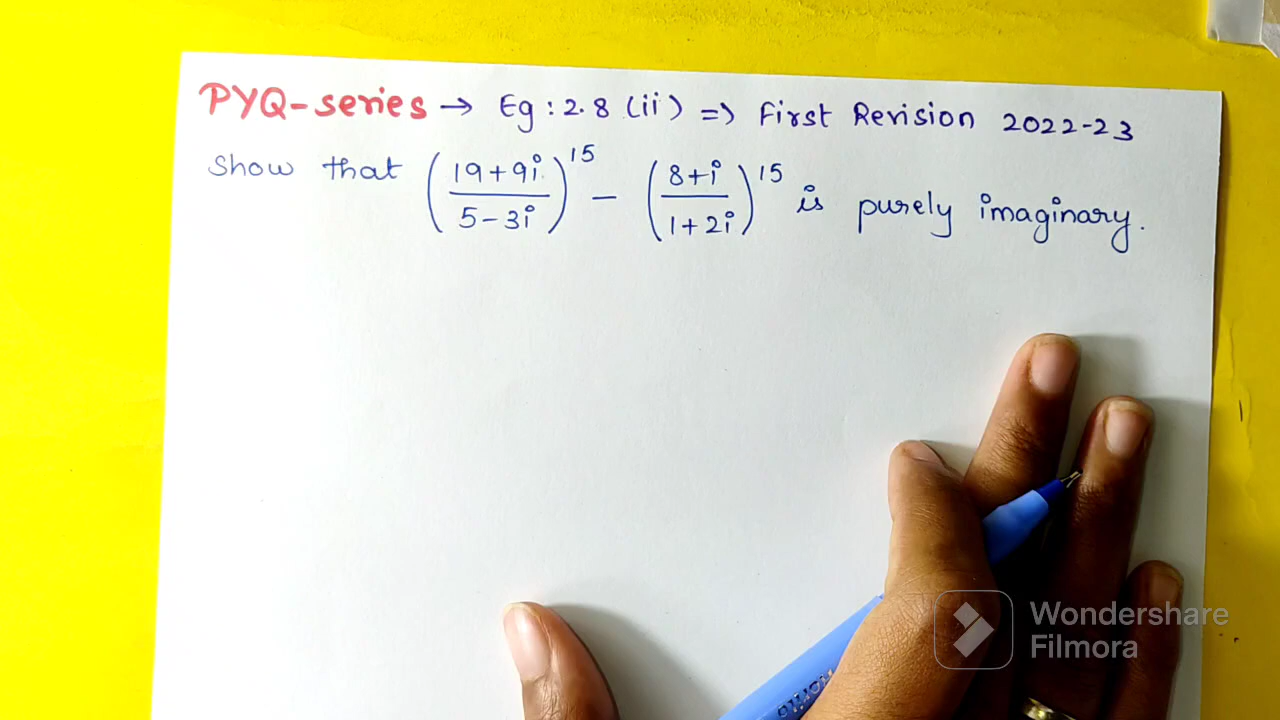 PYQ-series → Eg : 2.8 (ii) => First Revision 2022-23
Show that ((19+9i)/(5-3i))^15 - ((8+i)/(1+2i))^15 is purely imaginary.
Wondershare
Filmora